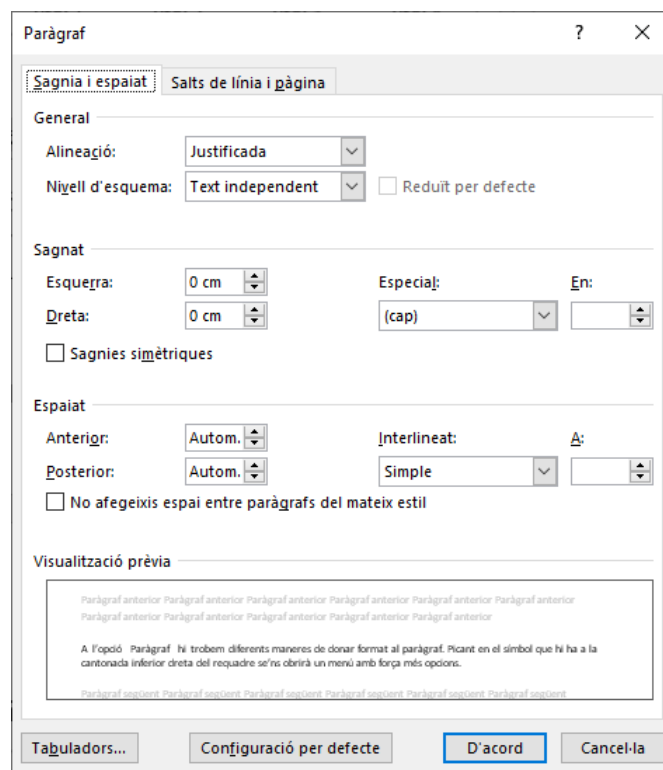 Paràgraf ?
Sagnia i espaiat Salts de línia i pàgina
General
Alineació: Justificada
Nivell d'esquema: Text independent Reduït per defecte
Sagnat
Esquerra: 0 cm Especial: En:
Dreta: 0 cm (cap)
Sagnies simètriques
Espaiat
Anterior: Autom. Interlineat: A:
Posterior: Autom. Simple
No afegeixis espai entre paràgrafs del mateix estil
Visualització prèvia
Paràgraf anterior Paràgraf anterior Paràgraf anterior Paràgraf anterior Paràgraf anterior Paràgraf anterior
Paràgraf anterior Paràgraf anterior Paràgraf anterior Paràgraf anterior Paràgraf anterior
A l'opció Paràgraf hi trobem diferents maneres de donar format al paràgraf. Picant en el símbol que hi ha a la
cantonada inferior dreta del requadre se'ns obrirà un menú amb força més opcions.
Paràgraf següent Paràgraf següent Paràgraf següent Paràgraf següent Paràgraf següent Paràgraf següent
Tabuladors... Configuració per defecte D'acord Cancel·la